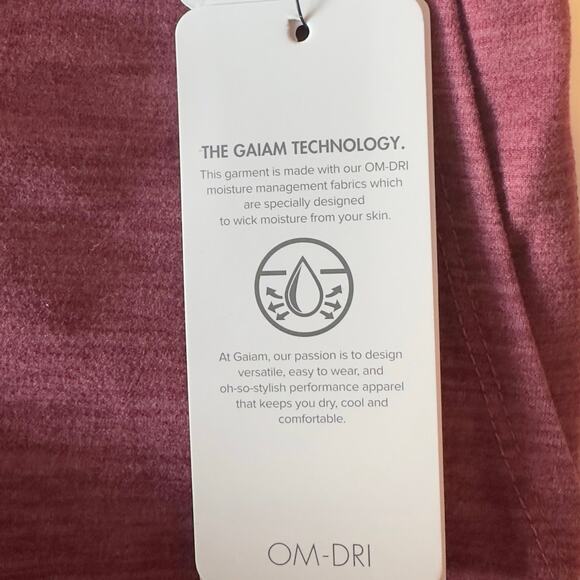 THE GAIAM TECHNOLOGY.
This garment is made with our OM-DRI
moisture management fabrics which
are specially designed
to wick moisture from your skin.
At Gaiam, our passion is to design
versatile, easy to wear, and
oh-so-stylish performance apparel
that keeps you dry, cool and
comfortable.
OM-DRI